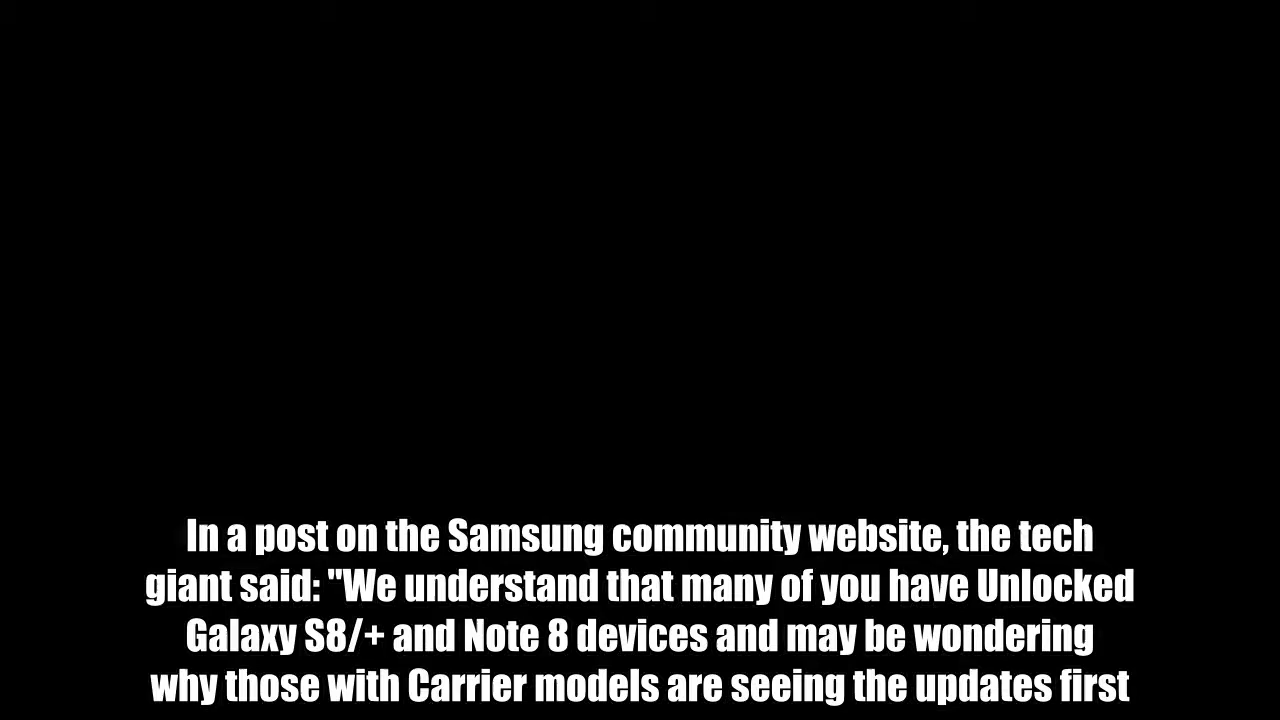 In a post on the Samsung community website, the tech
giant said: "We understand that many of you have Unlocked
Galaxy S8/+ and Note 8 devices and may be wondering
why those with Carrier models are seeing the updates first